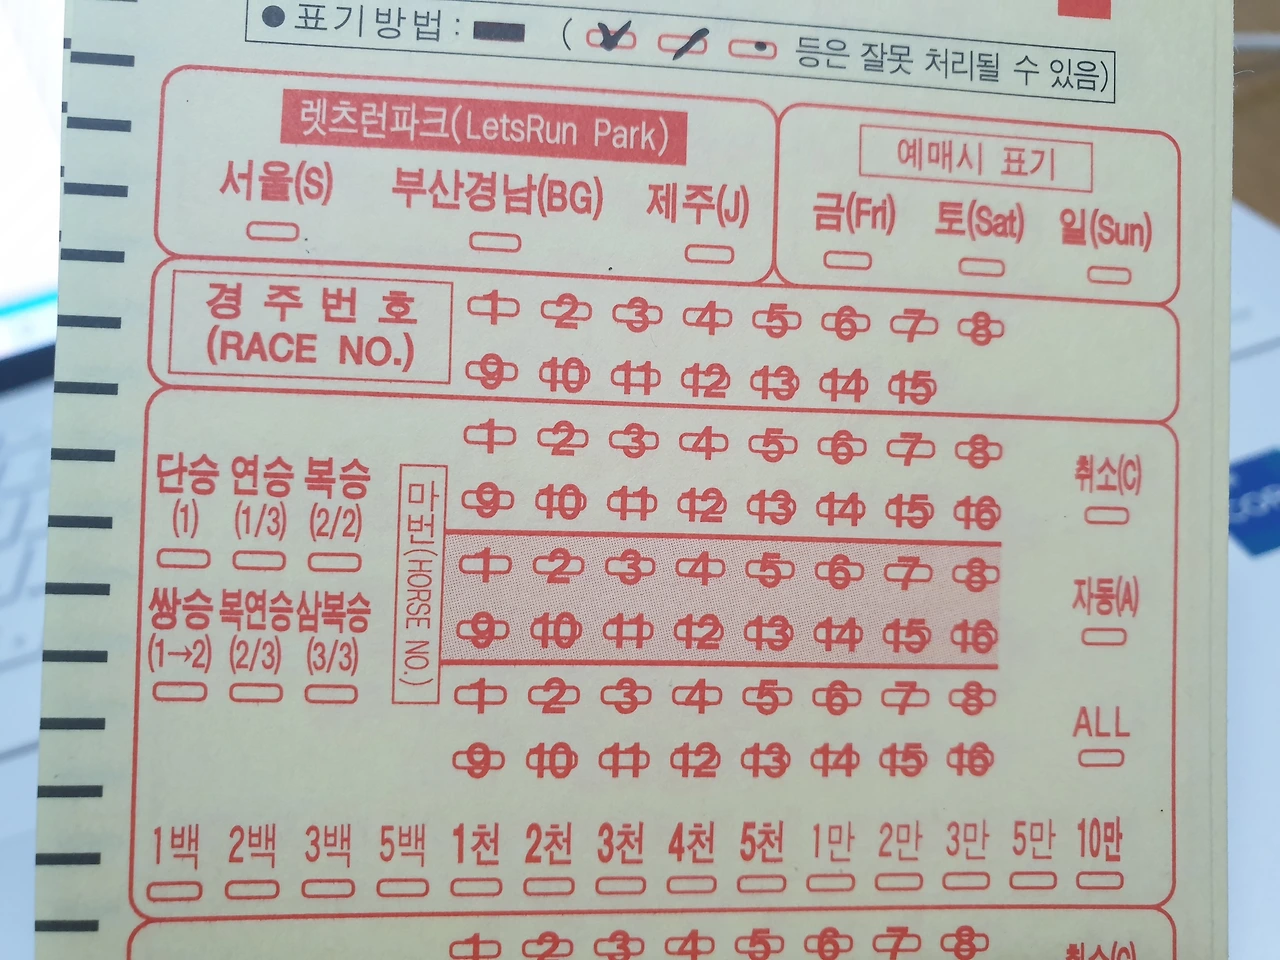 ● 표기방법 : ( ) 등은 잘못 처리될 수 있음)
렛츠런파크(LetsRun Park)
서울(S) 부산경남(BG) 제주(J)
예매시 표기
금(Fri) 토(Sat) 일(Sun)
경주번호
(RACE NO.)
1 2 3 4 5 6 7 8
9 10 11 12 13 14 15
단승 연승 복승
(1) (1/3) (2/2)
쌍승 복연승 삼복승
(1→2) (2/3) (3/3)
마번(HORSE NO.)
1 2 3 4 5 6 7 8
9 10 11 12 13 14 15 16
1 2 3 4 5 6 7 8
9 10 11 12 13 14 15 16
1 2 3 4 5 6 7 8
9 10 11 12 13 14 15 16
취소(C)
자동(A)
ALL
1백 2백 3백 5백 1천 2천 3천 4천 5천 1만 2만 3만 5만 10만
1 2 3 4 5 6 7 8
취소(C)